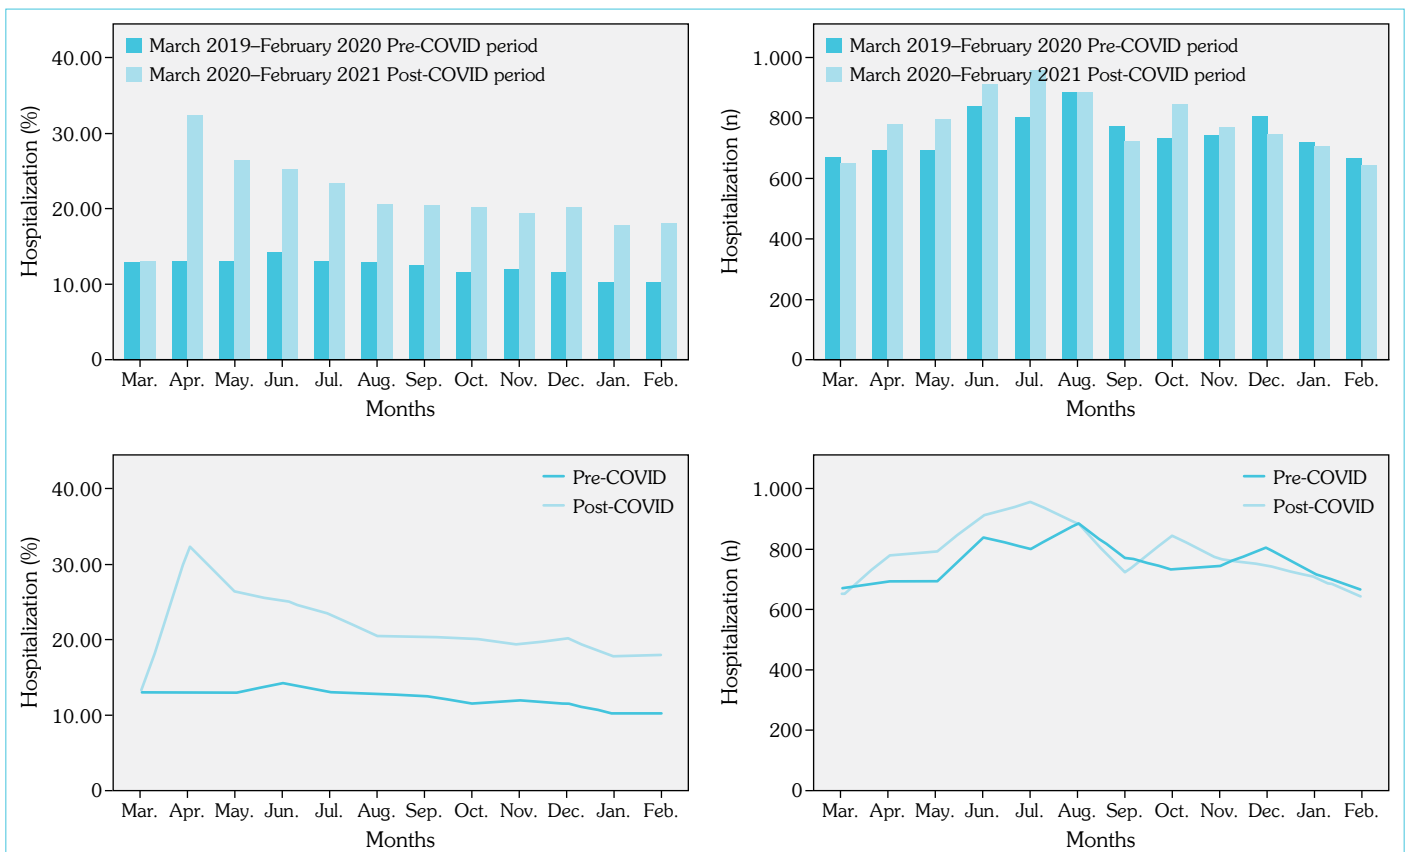 March 2019–February 2020 Pre-COVID period
March 2020–February 2021 Post-COVID period
Hospitalization (%)
40.00
30.00
20.00
10.00
0
Mar. Apr. May. Jun. Jul. Aug. Sep. Oct. Nov. Dec. Jan. Feb.
Months
March 2019–February 2020 Pre-COVID period
March 2020–February 2021 Post-COVID period
Hospitalization (n)
1.000
800
600
400
200
0
Mar. Apr. May. Jun. Jul. Aug. Sep. Oct. Nov. Dec. Jan. Feb.
Months
Pre-COVID
Post-COVID
Hospitalization (%)
40.00
30.00
20.00
10.00
0
Mar. Apr. May. Jun. Jul. Aug. Sep. Oct. Nov. Dec. Jan. Feb.
Months
Pre-COVID
Post-COVID
Hospitalization (n)
1.000
800
600
400
200
0
Mar. Apr. May. Jun. Jul. Aug. Sep. Oct. Nov. Dec. Jan. Feb.
Months